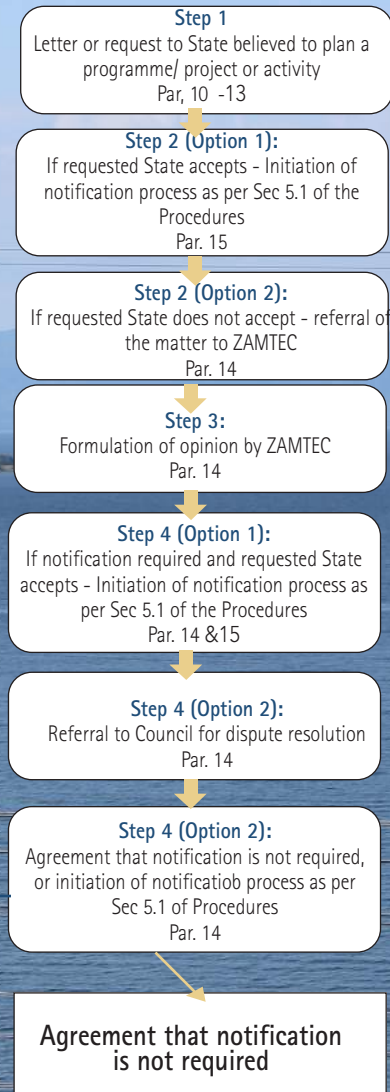 Step 1
Letter or request to State believed to plan a
programme/ project or activity
Par, 10 -13
Step 2 (Option 1):
If requested State accepts - Initiation of
notification process as per Sec 5.1 of the
Procedures
Par. 15
Step 2 (Option 2):
If requested State does not accept - referral of
the matter to ZAMTEC
Par. 14
Step 3:
Formulation of opinion by ZAMTEC
Par. 14
Step 4 (Option 1):
If notification required and requested State
accepts - Initiation of notification process as
per Sec 5.1 of the Procedures
Par. 14 &15
Step 4 (Option 2):
Referral to Council for dispute resolution
Par. 14
Step 4 (Option 2):
Agreement that notification is not required,
or initiation of notificatiob process as per
Sec 5.1 of Procedures
Par. 14
Agreement that notification
is not required